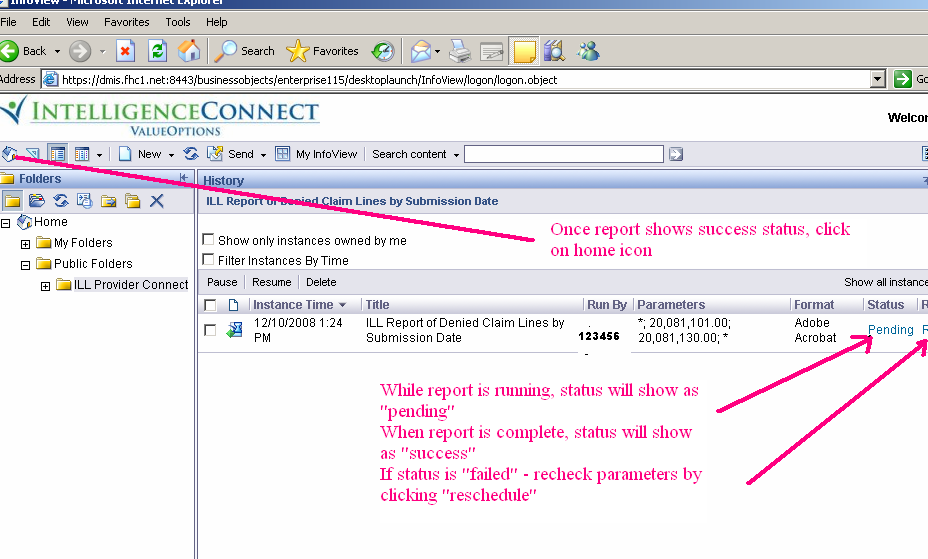 InfoView - Microsoft Internet Explorer
File Edit View Favorites Tools Help
Back Search Favorites
Address https://dmis.fhc1.net:8443/businessobjects/enterprise115/desktoplaunch/InfoView/logon/logon.object Go
INTELLIGENCECONNECT
VALUEOPTIONS
Welcor
New Send My InfoView Search content
Folders
History
ILL Report of Denied Claim Lines by Submission Date
Home
My Folders
Public Folders
ILL Provider Connect
Once report shows success status, click
on home icon
Show only instances owned by me
Filter Instances By Time
Pause Resume Delete Show all instance
Instance Time Title Run By Parameters Format Status R
12/10/2008 1:24 ILL Report of Denied Claim Lines by *; 20,081,101.00; Adobe Pending R
PM Submission Date 123456 20,081,130.00; * Acrobat
While report is running, status will show as
"pending"
When report is complete, status will show
as "success"
If status is "failed" - recheck parameters by
clicking "reschedule"